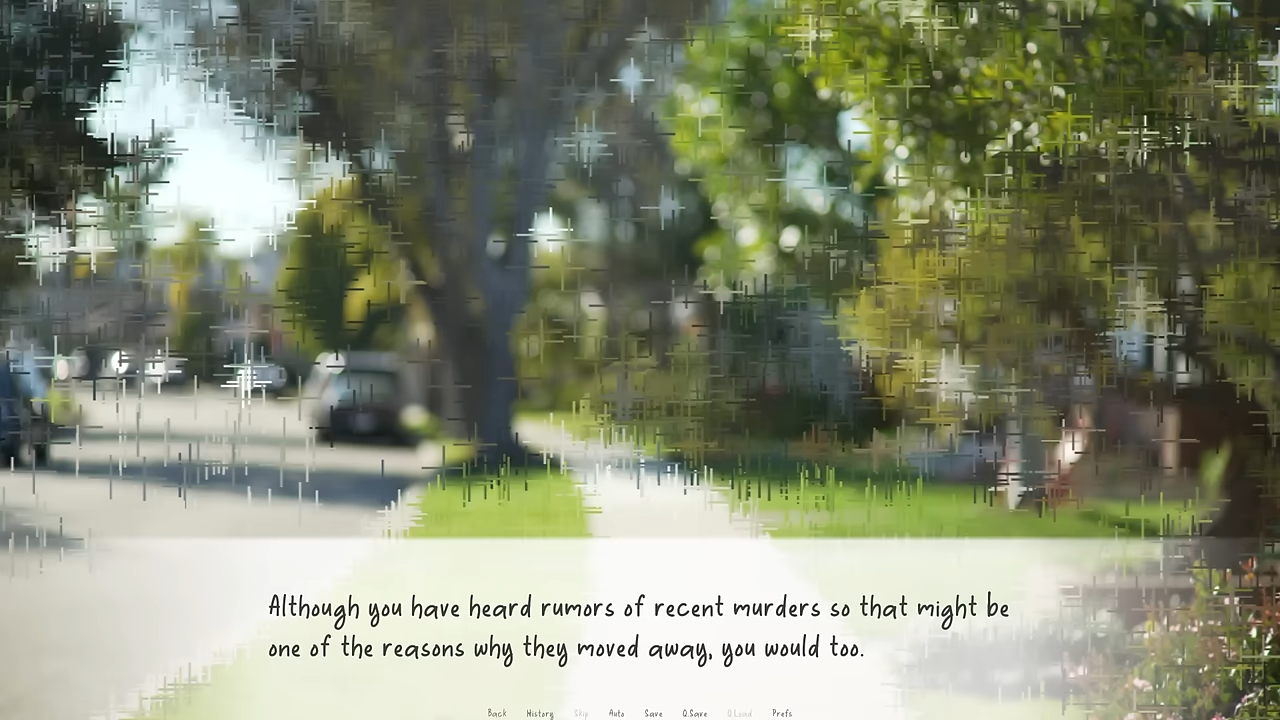 Although you have heard rumors of recent murders so that might be
one of the reasons why they moved away, you would too.
Back History Skip Auto Save Q.Save Q.Load Prefs